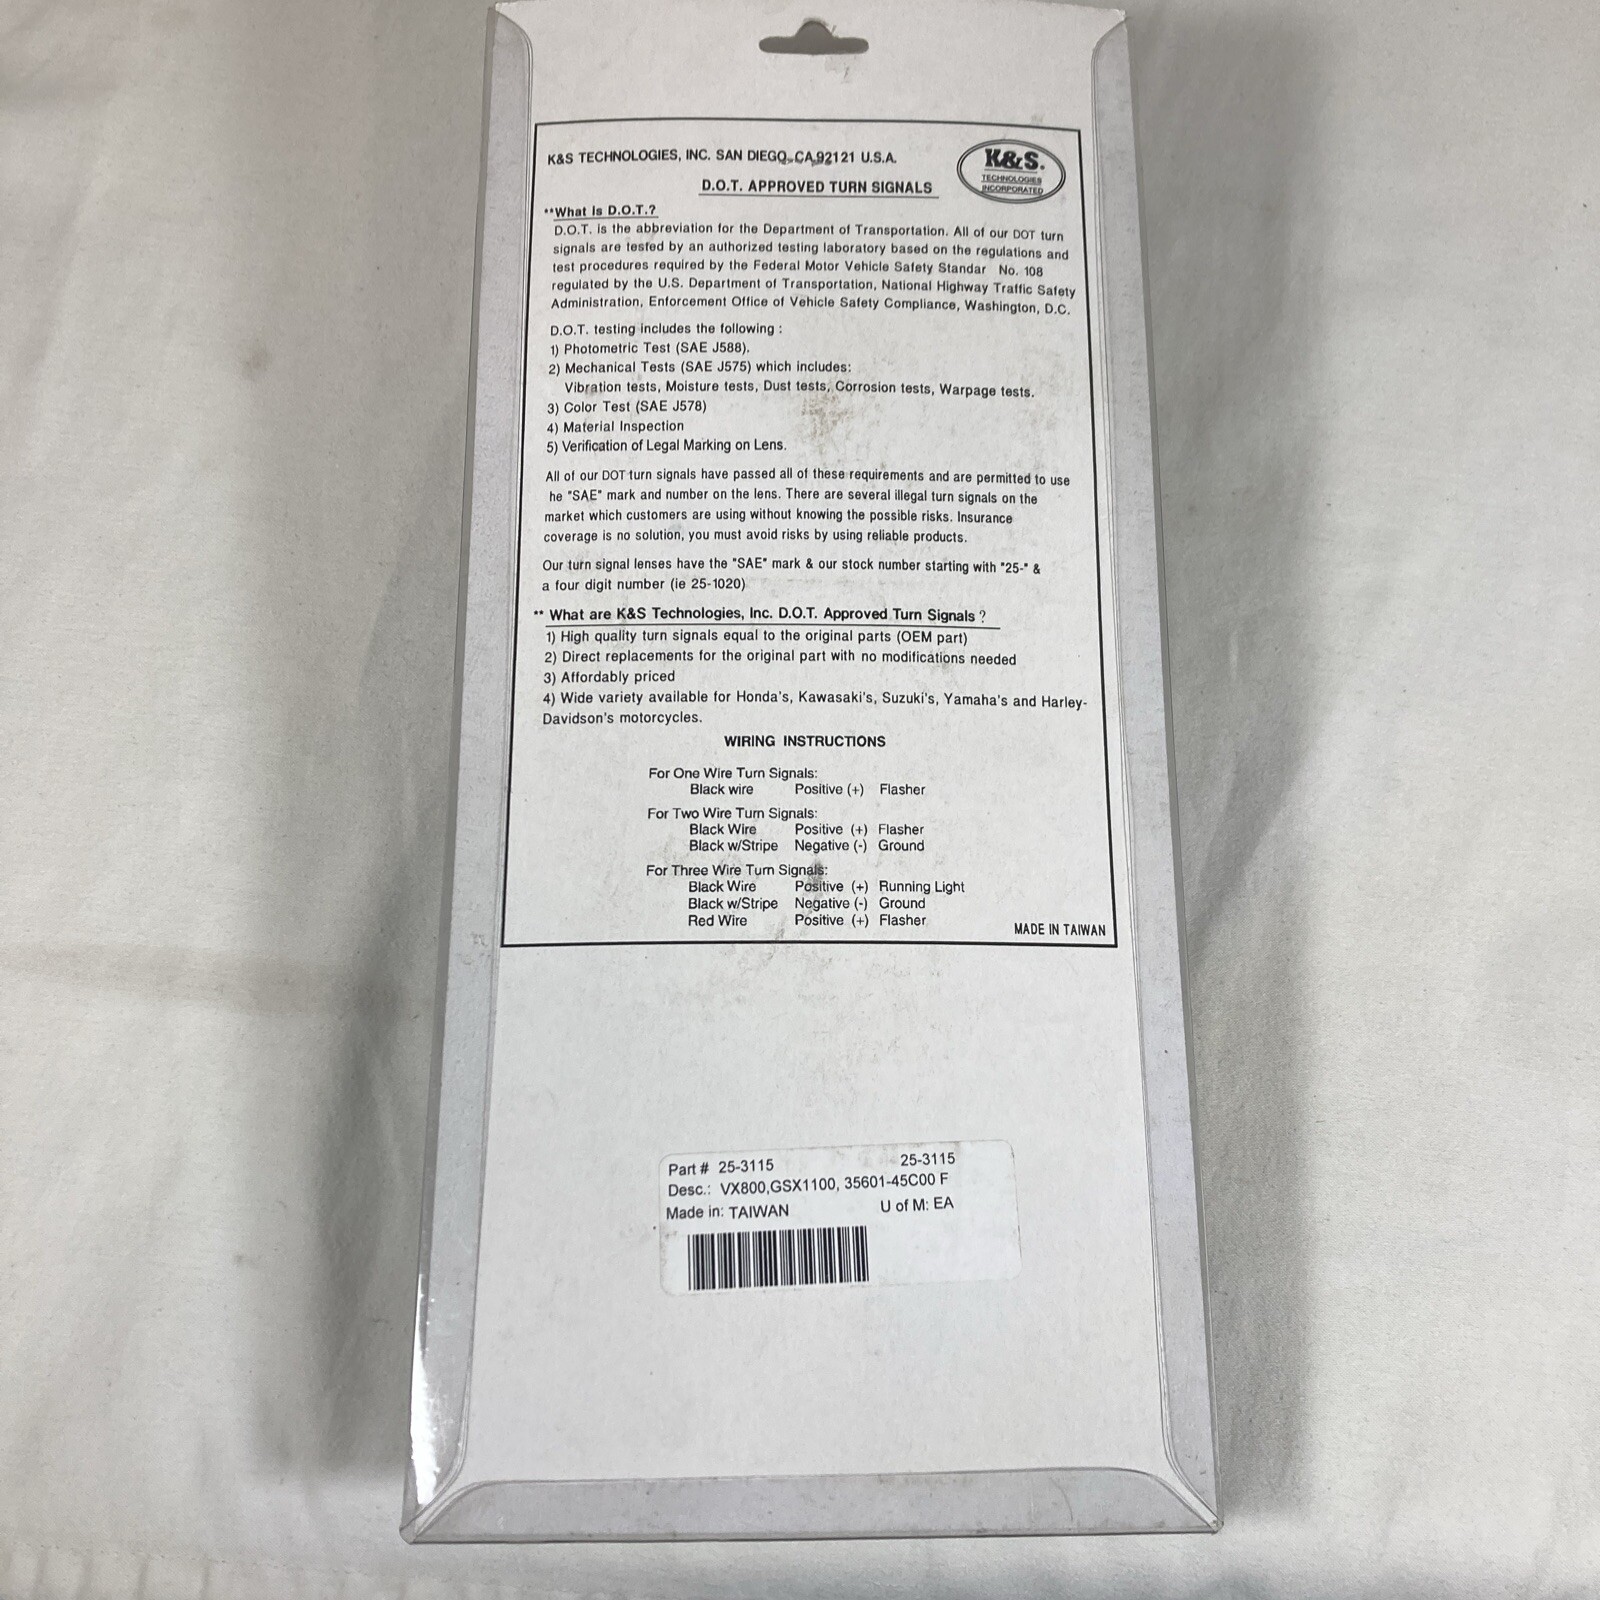 K&S TECHNOLOGIES, INC. SAN DIEGO, CA 92121 U.S.A.
K&S.
TECHNOLOGIES
INCORPORATED
D.O.T. APPROVED TURN SIGNALS
**What Is D.O.T.?
D.O.T. is the abbreviation for the Department of Transportation. All of our DOT turn
signals are tested by an authorized testing laboratory based on the regulations and
test procedures required by the Federal Motor Vehicle Safety Standar No. 108
regulated by the U.S. Department of Transportation, National Highway Traffic Safety
Administration, Enforcement Office of Vehicle Safety Compliance, Washington, D.C.
D.O.T. testing includes the following :
1) Photometric Test (SAE J588).
2) Mechanical Tests (SAE J575) which includes:
Vibration tests, Moisture tests, Dust tests, Corrosion tests, Warpage tests.
3) Color Test (SAE J578)
4) Material Inspection
5) Verification of Legal Marking on Lens.
All of our DOT turn signals have passed all of these requirements and are permitted to use
he "SAE" mark and number on the lens. There are several illegal turn signals on the
market which customers are using without knowing the possible risks. Insurance
coverage is no solution, you must avoid risks by using reliable products.
Our turn signal lenses have the "SAE" mark & our stock number starting with "25-" &
a four digit number (ie 25-1020)
** What are K&S Technologies, Inc. D.O.T. Approved Turn Signals ?
1) High quality turn signals equal to the original parts (OEM part)
2) Direct replacements for the original part with no modifications needed
3) Affordably priced
4) Wide variety available for Honda's, Kawasaki's, Suzuki's, Yamaha's and Harley-
Davidson's motorcycles.
WIRING INSTRUCTIONS
For One Wire Turn Signals:
Black wire Positive (+) Flasher
For Two Wire Turn Signals:
Black Wire Positive (+) Flasher
Black w/Stripe Negative (-) Ground
For Three Wire Turn Signals:
Black Wire Positive (+) Running Light
Black w/Stripe Negative (-) Ground
Red Wire Positive (+) Flasher
MADE IN TAIWAN
Part # 25-3115 25-3115
Desc.: VX800,GSX1100, 35601-45C00 F
Made in: TAIWAN U of M: EA